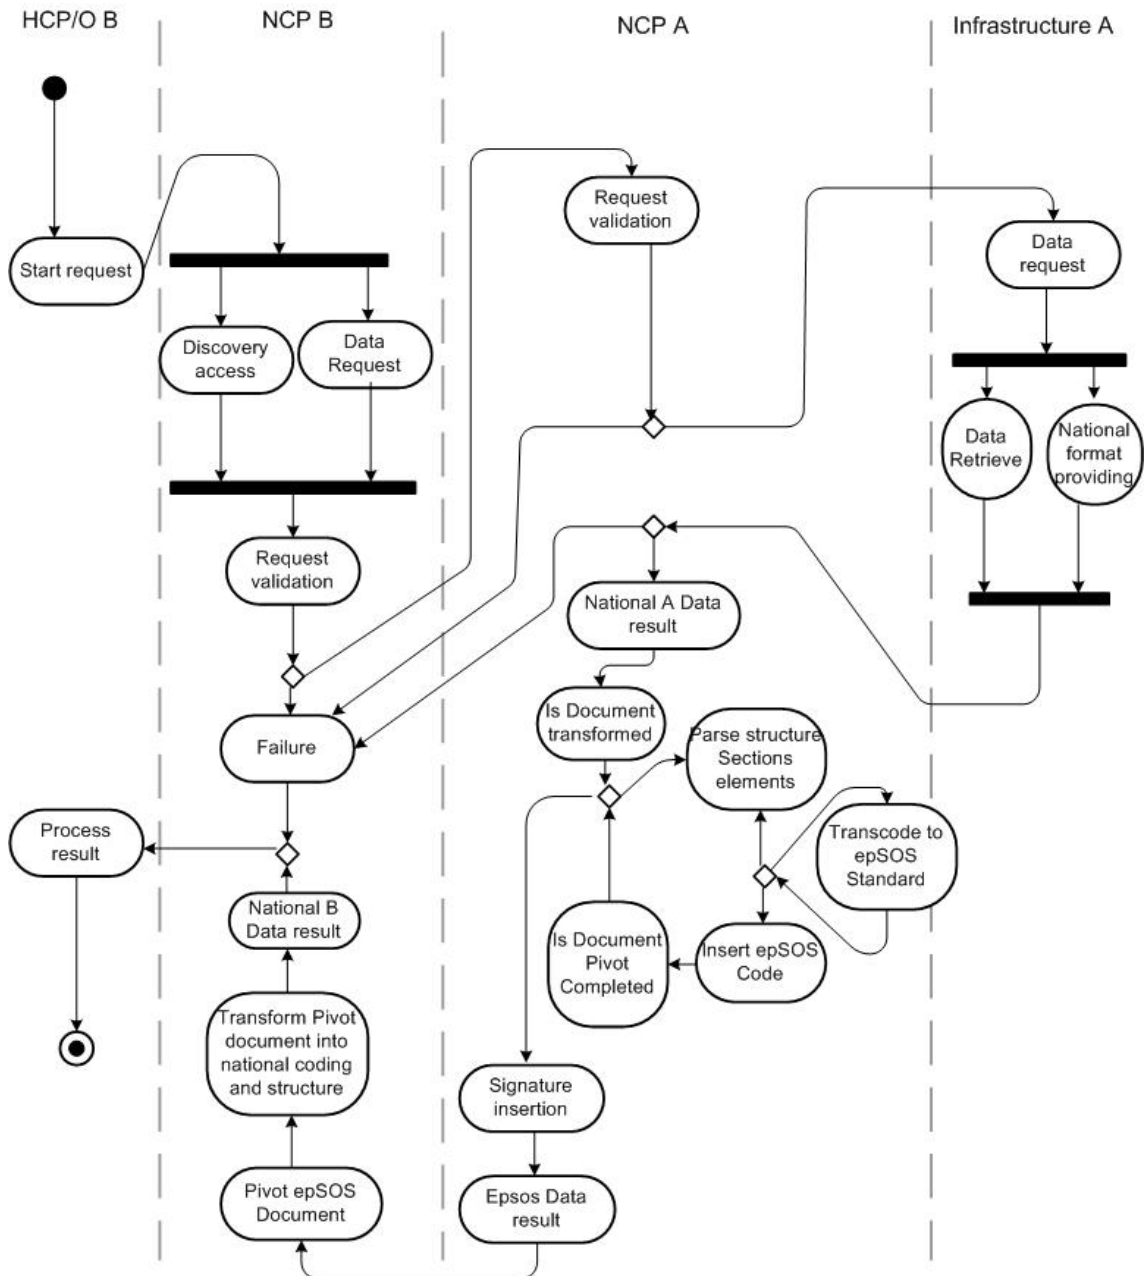 HCP/O B
NCP B
NCP A
Infrastructure A
Start request
Discovery
access
Data
Request
Request
validation
Failure
Process
result
National B
Data result
Transform Pivot
document into
national coding
and structure
Pivot epSOS
Document
Request
validation
National A Data
result
Is Document
transformed
Parse structure
Sections
elements
Transcode to
epSOS
Standard
Insert epSOS
Code
Is Document
Pivot
Completed
Signature
insertion
Epsos Data
result
Data
request
Data
Retrieve
National
format
providing